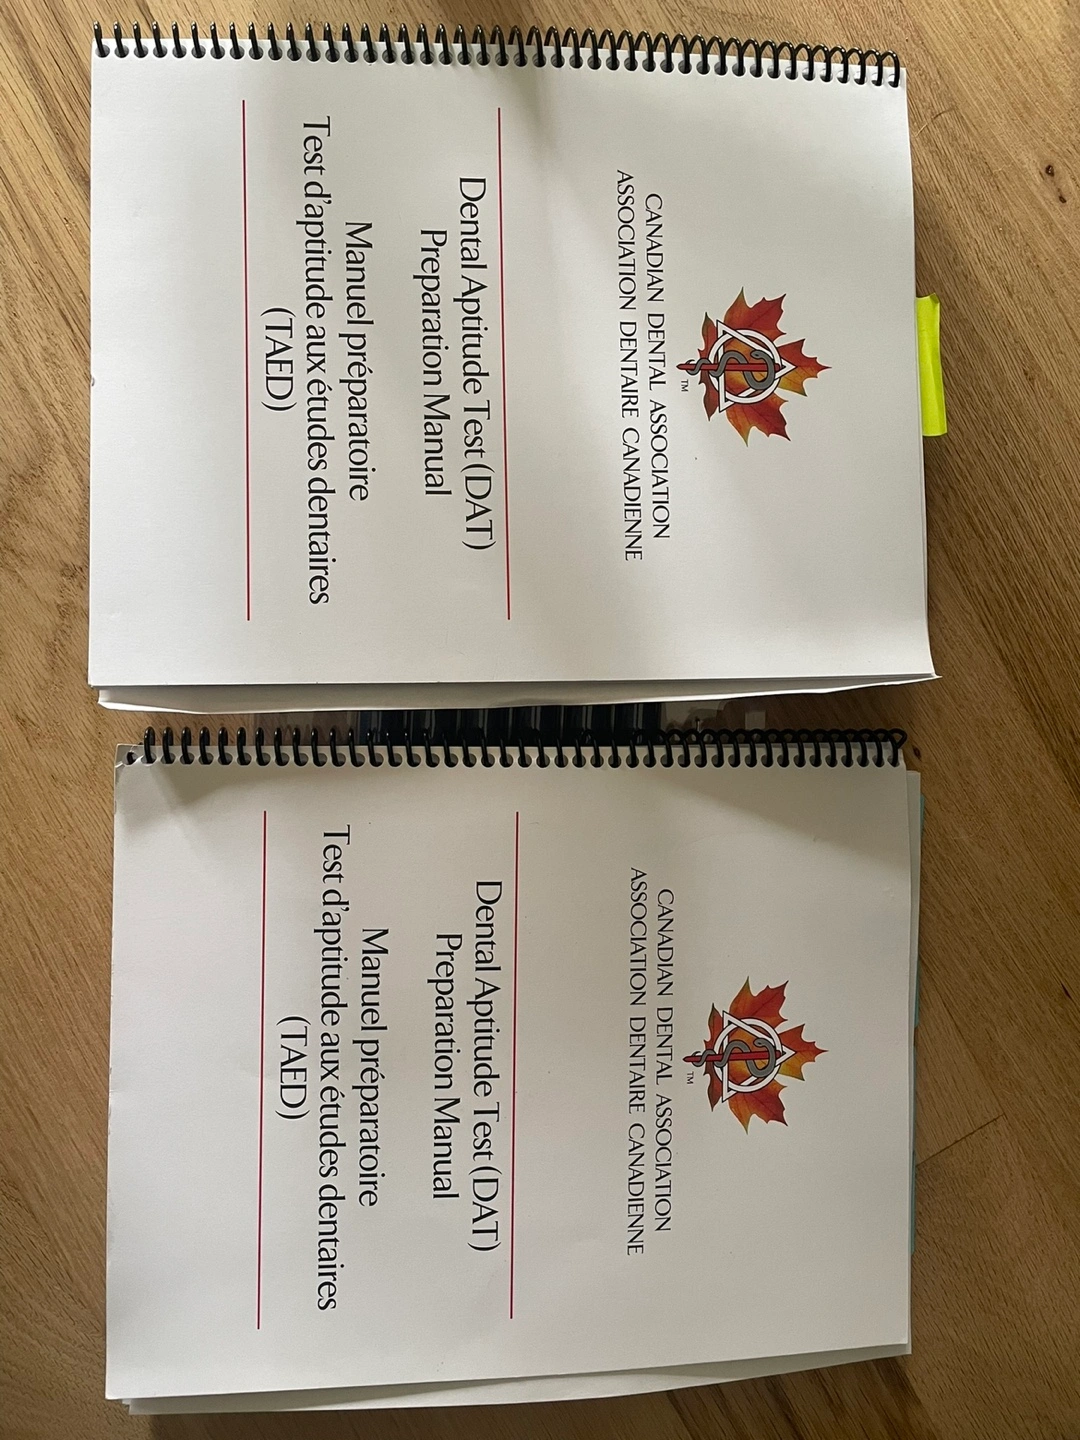 CANADIAN DENTAL ASSOCIATION
ASSOCIATION DENTAIRE CANADIENNE
TM
Dental Aptitude Test (DAT)
Preparation Manual
Manuel préparatoire
Test d'aptitude aux études dentaires
(TAED)
CANADIAN DENTAL ASSOCIATION
ASSOCIATION DENTAIRE CANADIENNE
TM
Dental Aptitude Test (DAT)
Preparation Manual
Manuel préparatoire
Test d'aptitude aux études dentaires
(TAED)